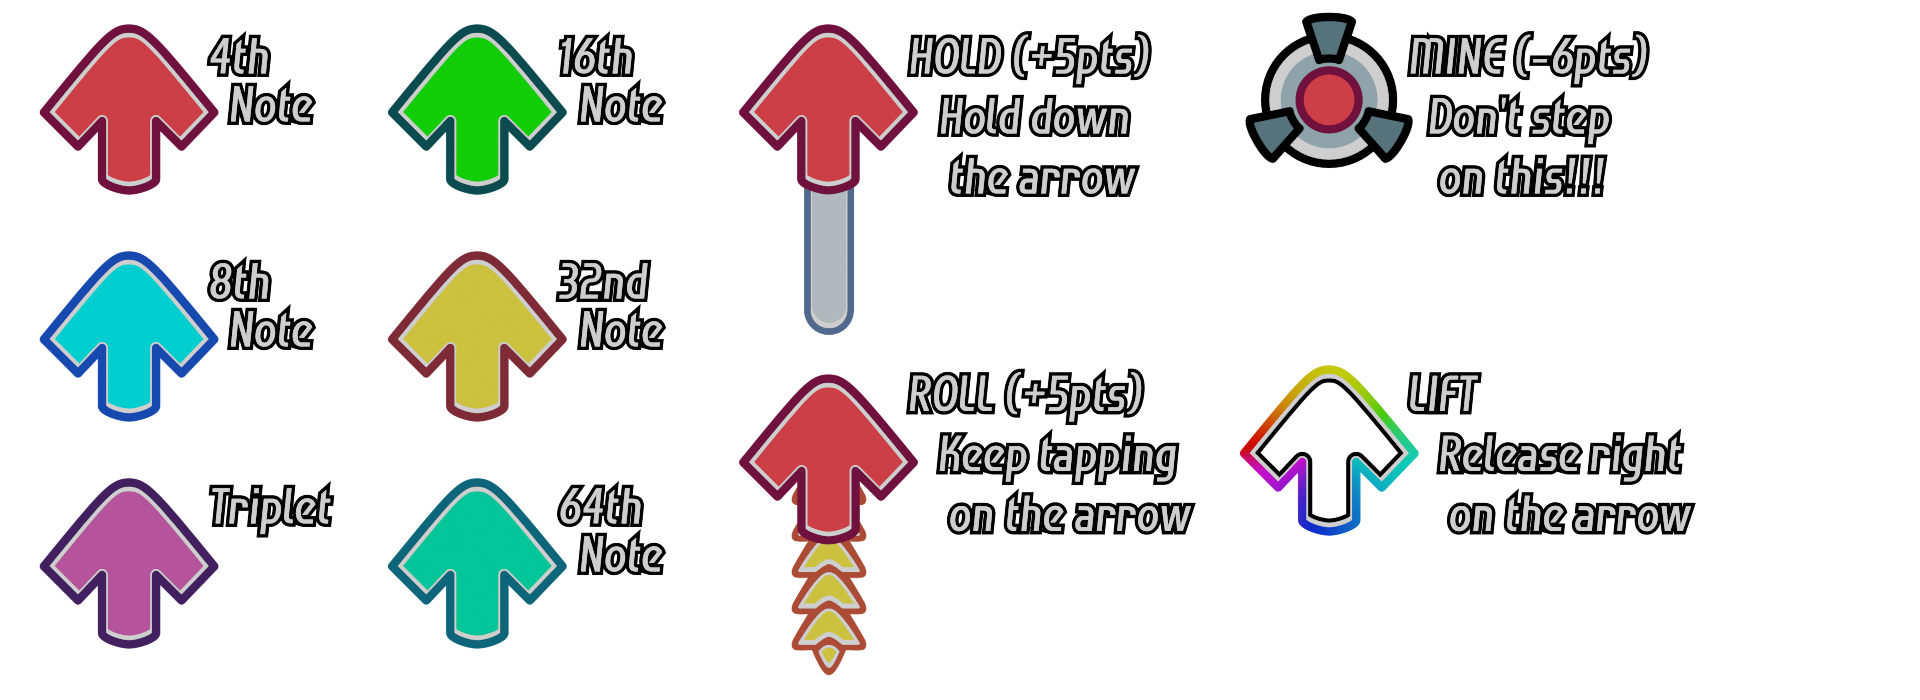 4th
Note
8th
Note
Triplet
16th
Note
32nd
Note
64th
Note
HOLD (+5pts)
Hold down
the arrow
ROLL (+5pts)
Keep tapping
on the arrow
MINE (-6pts)
Don't step
on this!!!
LIFT
Release right
on the arrow